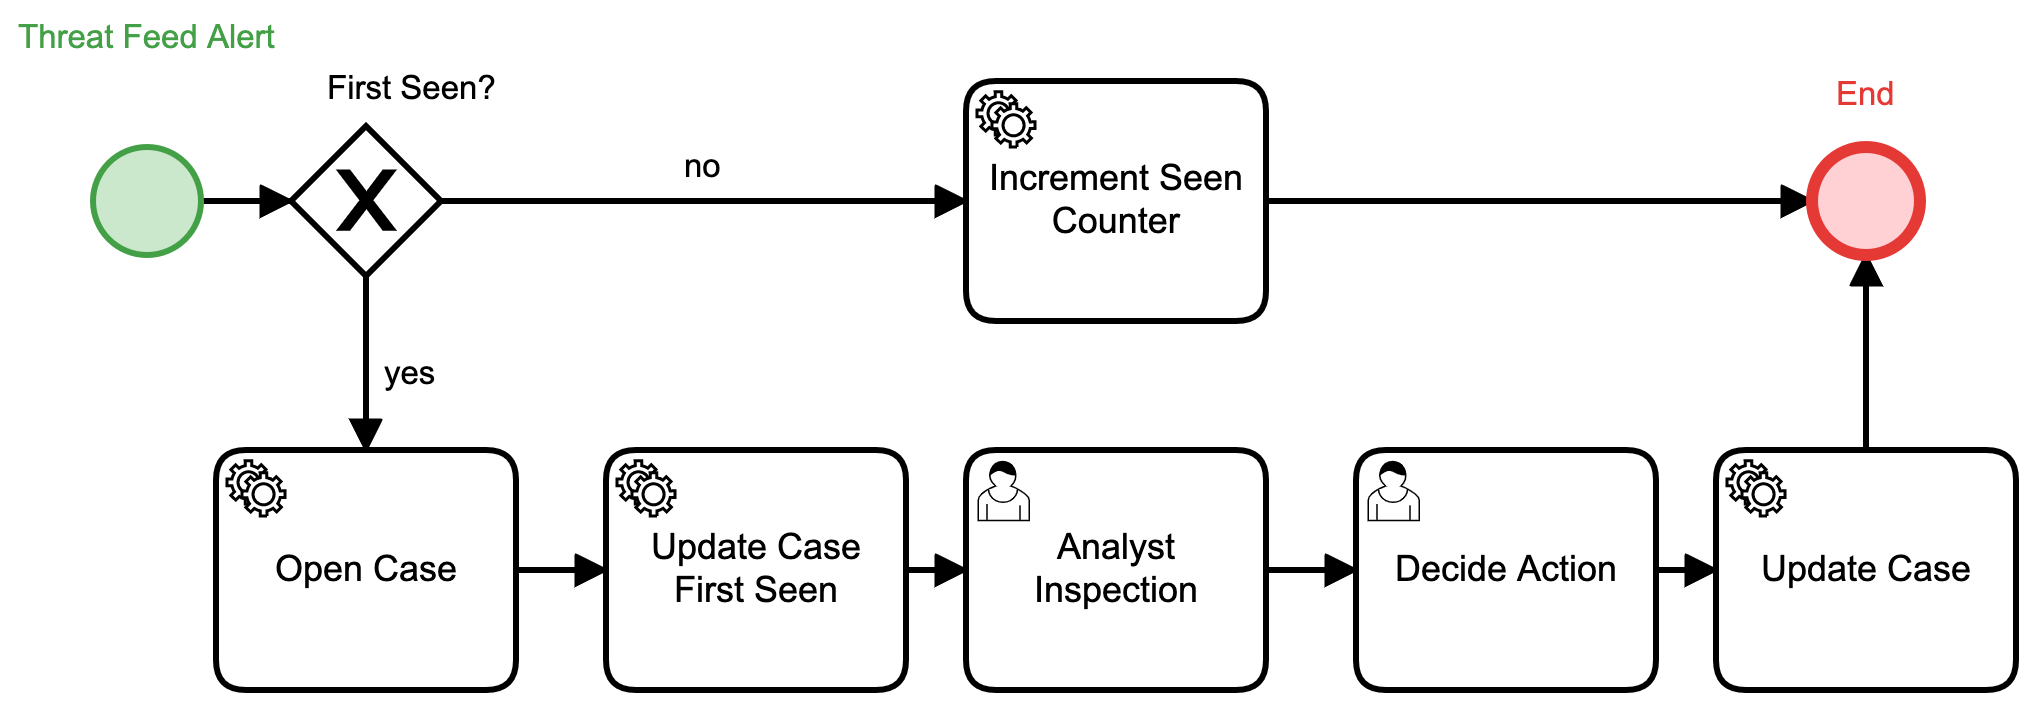 Threat Feed Alert
First Seen?
End
no
Increment Seen
Counter
yes
Open Case
Update Case
First Seen
Analyst
Inspection
Decide Action
Update Case